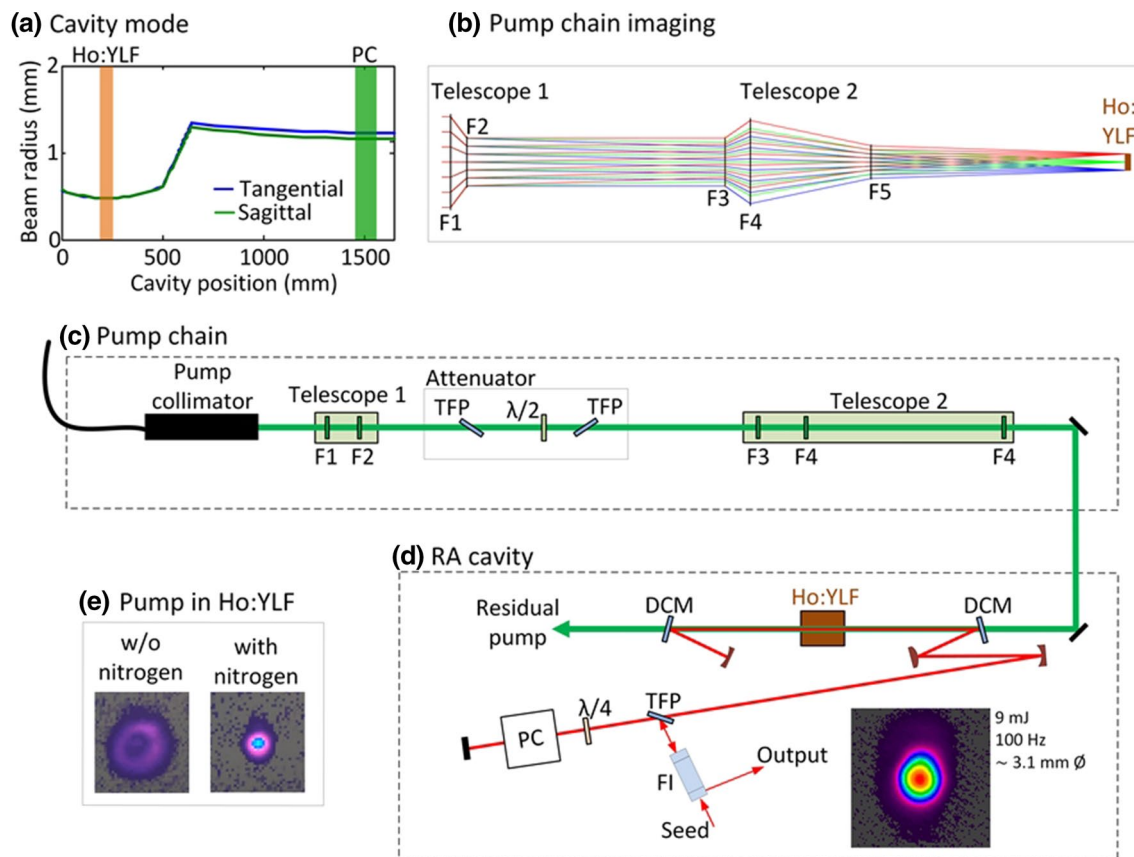 (a) Cavity mode
Ho:YLF
PC
2
1
0
Beam radius (mm)
Tangential
Sagittal
0
500
1000
1500
Cavity position (mm)
(b) Pump chain imaging
Telescope 1
Telescope 2
Ho:
YLF
F2
F1
F3
F4
F5
(c) Pump chain
Pump
collimator
Telescope 1
F1
F2
Attenuator
TFP
λ/2
TFP
Telescope 2
F3
F4
F4
(d) RA cavity
Residual
pump
DCM
Ho:YLF
DCM
TFP
λ/4
PC
FI
Output
Seed
9 mJ
100 Hz
~ 3.1 mm Ø
(e) Pump in Ho:YLF
w/o
nitrogen
with
nitrogen